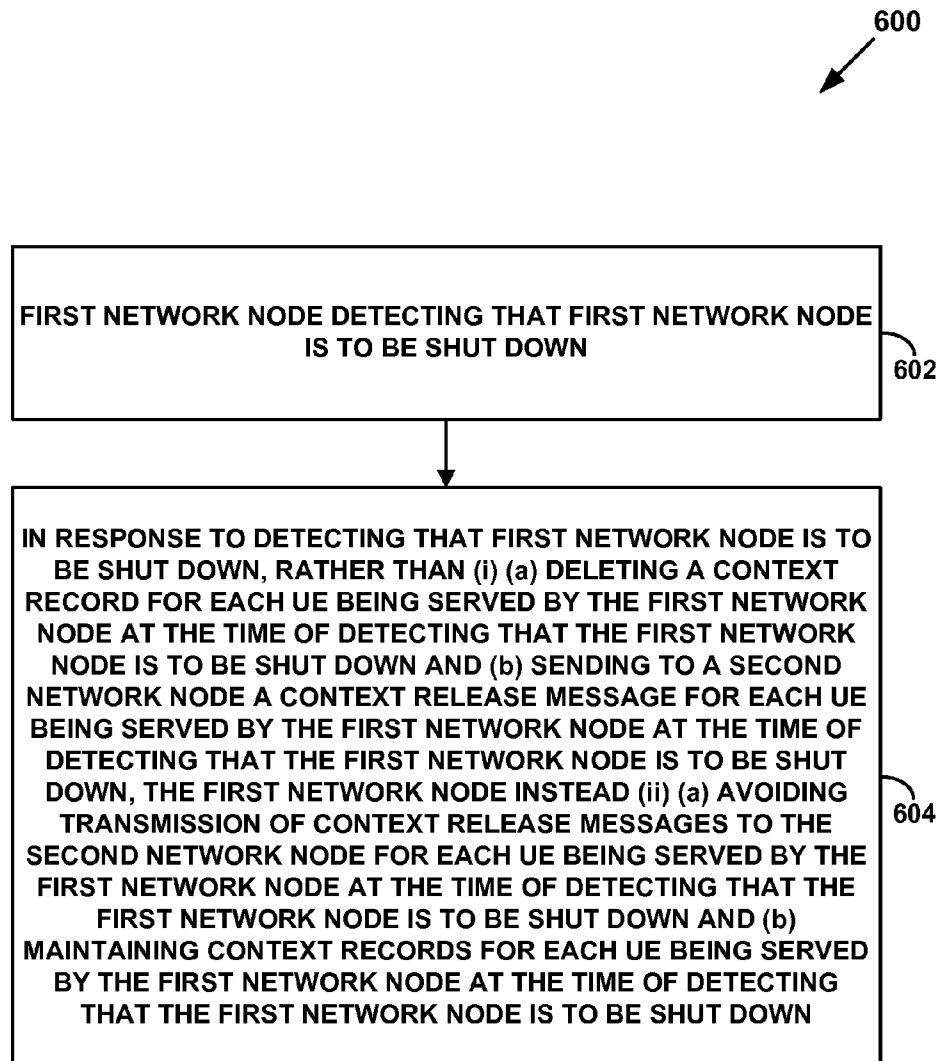 600
FIRST NETWORK NODE DETECTING THAT FIRST NETWORK NODE
IS TO BE SHUT DOWN
602
IN RESPONSE TO DETECTING THAT FIRST NETWORK NODE IS TO
BE SHUT DOWN, RATHER THAN (i) (a) DELETING A CONTEXT
RECORD FOR EACH UE BEING SERVED BY THE FIRST NETWORK
NODE AT THE TIME OF DETECTING THAT THE FIRST NETWORK
NODE IS TO BE SHUT DOWN AND (b) SENDING TO A SECOND
NETWORK NODE A CONTEXT RELEASE MESSAGE FOR EACH UE
BEING SERVED BY THE FIRST NETWORK NODE AT THE TIME OF
DETECTING THAT THE FIRST NETWORK NODE IS TO BE SHUT
DOWN, THE FIRST NETWORK NODE INSTEAD (ii) (a) AVOIDING
TRANSMISSION OF CONTEXT RELEASE MESSAGES TO THE
SECOND NETWORK NODE FOR EACH UE BEING SERVED BY THE
FIRST NETWORK NODE AT THE TIME OF DETECTING THAT THE
FIRST NETWORK NODE IS TO BE SHUT DOWN AND (b)
MAINTAINING CONTEXT RECORDS FOR EACH UE BEING SERVED
BY THE FIRST NETWORK NODE AT THE TIME OF DETECTING
THAT THE FIRST NETWORK NODE IS TO BE SHUT DOWN
604